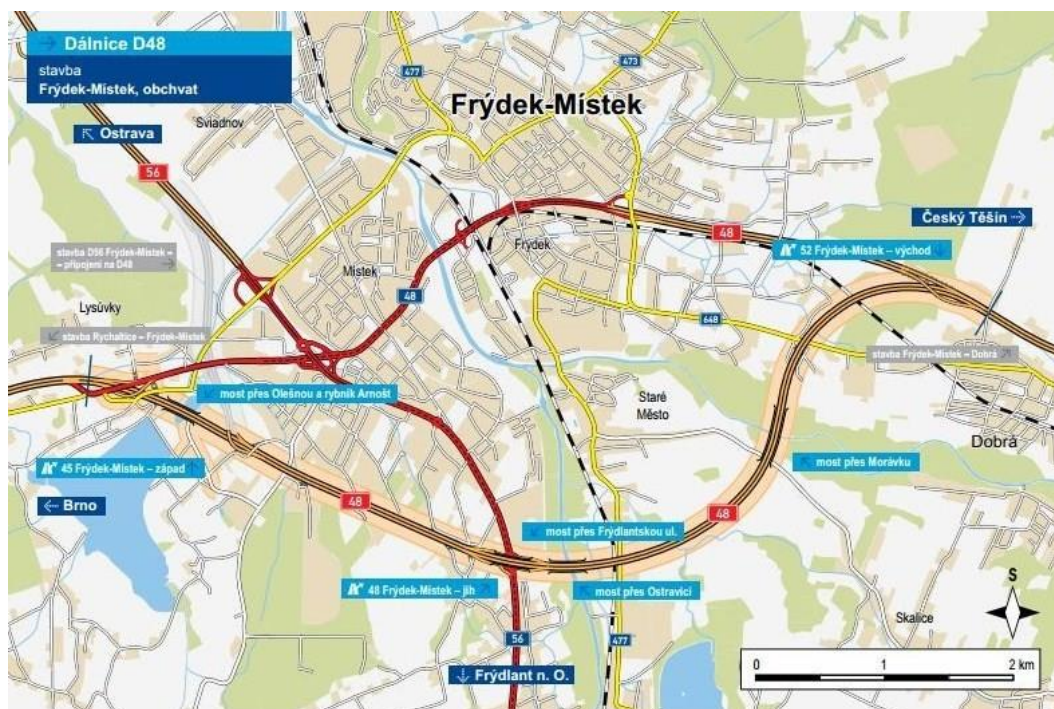 Dálnice D48
stavba
Frýdek-Místek, obchvat
477
473
Frýdek-Místek
Sviadnov
Ostrava
56
Český Těšín
48
52 Frýdek-Místek – východ
stavba D56 Frýdek-Místek –
– připojení na D48
Místek
Frýdek
48
Lysůvky
648
stavba Rychaltice – Frýdek-Místek
stavba Frýdek-Místek – Dobrá
most přes Olešnou a rybník Arnošt
Staré
Město
Dobrá
45 Frýdek-Místek – západ
most přes Morávku
Brno
48
48
most přes Frýdlantskou ul.
48 Frýdek-Místek – jih
most přes Ostravici
S
Skalice
56
477
Frýdlant n. O.
0 1 2 km